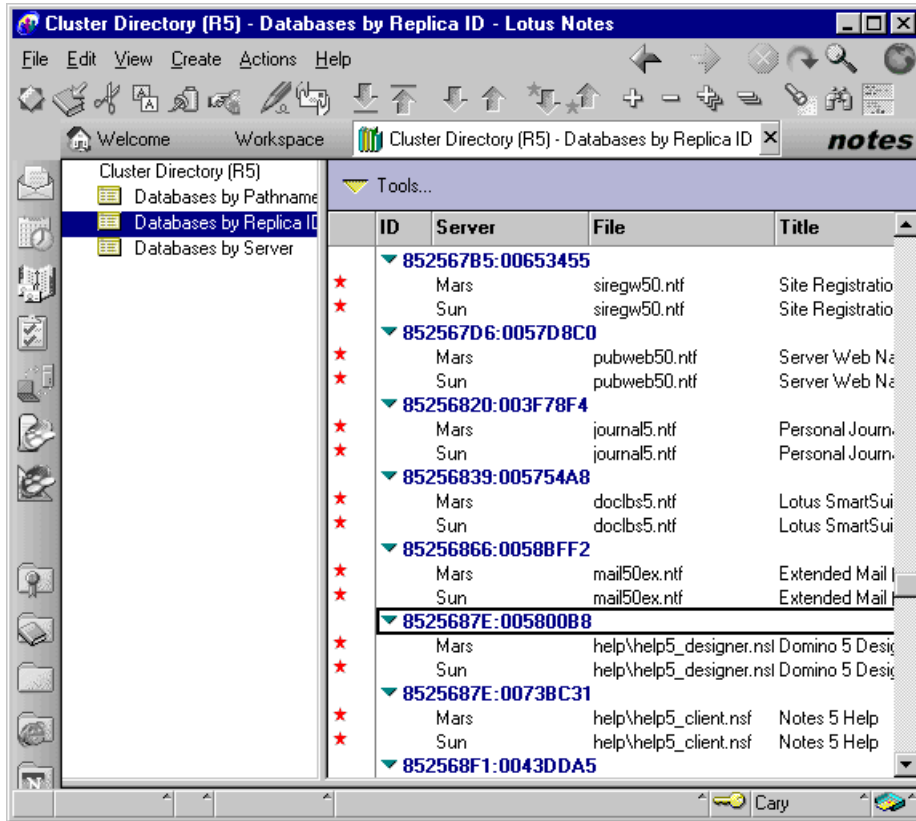 Cluster Directory (R5) - Databases by Replica ID - Lotus Notes
File Edit View Create Actions Help
Welcome Workspace Cluster Directory (R5) - Databases by Replica ID notes
Cluster Directory (R5)
Databases by Pathname
Databases by Replica ID
Databases by Server
Tools...
ID Server File Title
852567B5:00653455
Mars siregw50.ntf Site Registratio
Sun siregw50.ntf Site Registratio
852567D6:0057D8C0
Mars pubweb50.ntf Server Web Na
Sun pubweb50.ntf Server Web Na
85256820:003F78F4
Mars journal5.ntf Personal Journ
Sun journal5.ntf Personal Journ
85256839:005754A8
Mars doclbs5.ntf Lotus SmartSui
Sun doclbs5.ntf Lotus SmartSui
85256866:0058BFF2
Mars mail50ex.ntf Extended Mail
Sun mail50ex.ntf Extended Mail
8525687E:005800B8
Mars help\help5_designer.nsf Domino 5 Desig
Sun help\help5_designer.nsf Domino 5 Desig
8525687E:0073BC31
Mars help\help5_client.nsf Notes 5 Help
Sun help\help5_client.nsf Notes 5 Help
852568F1:0043DDA5
Cary